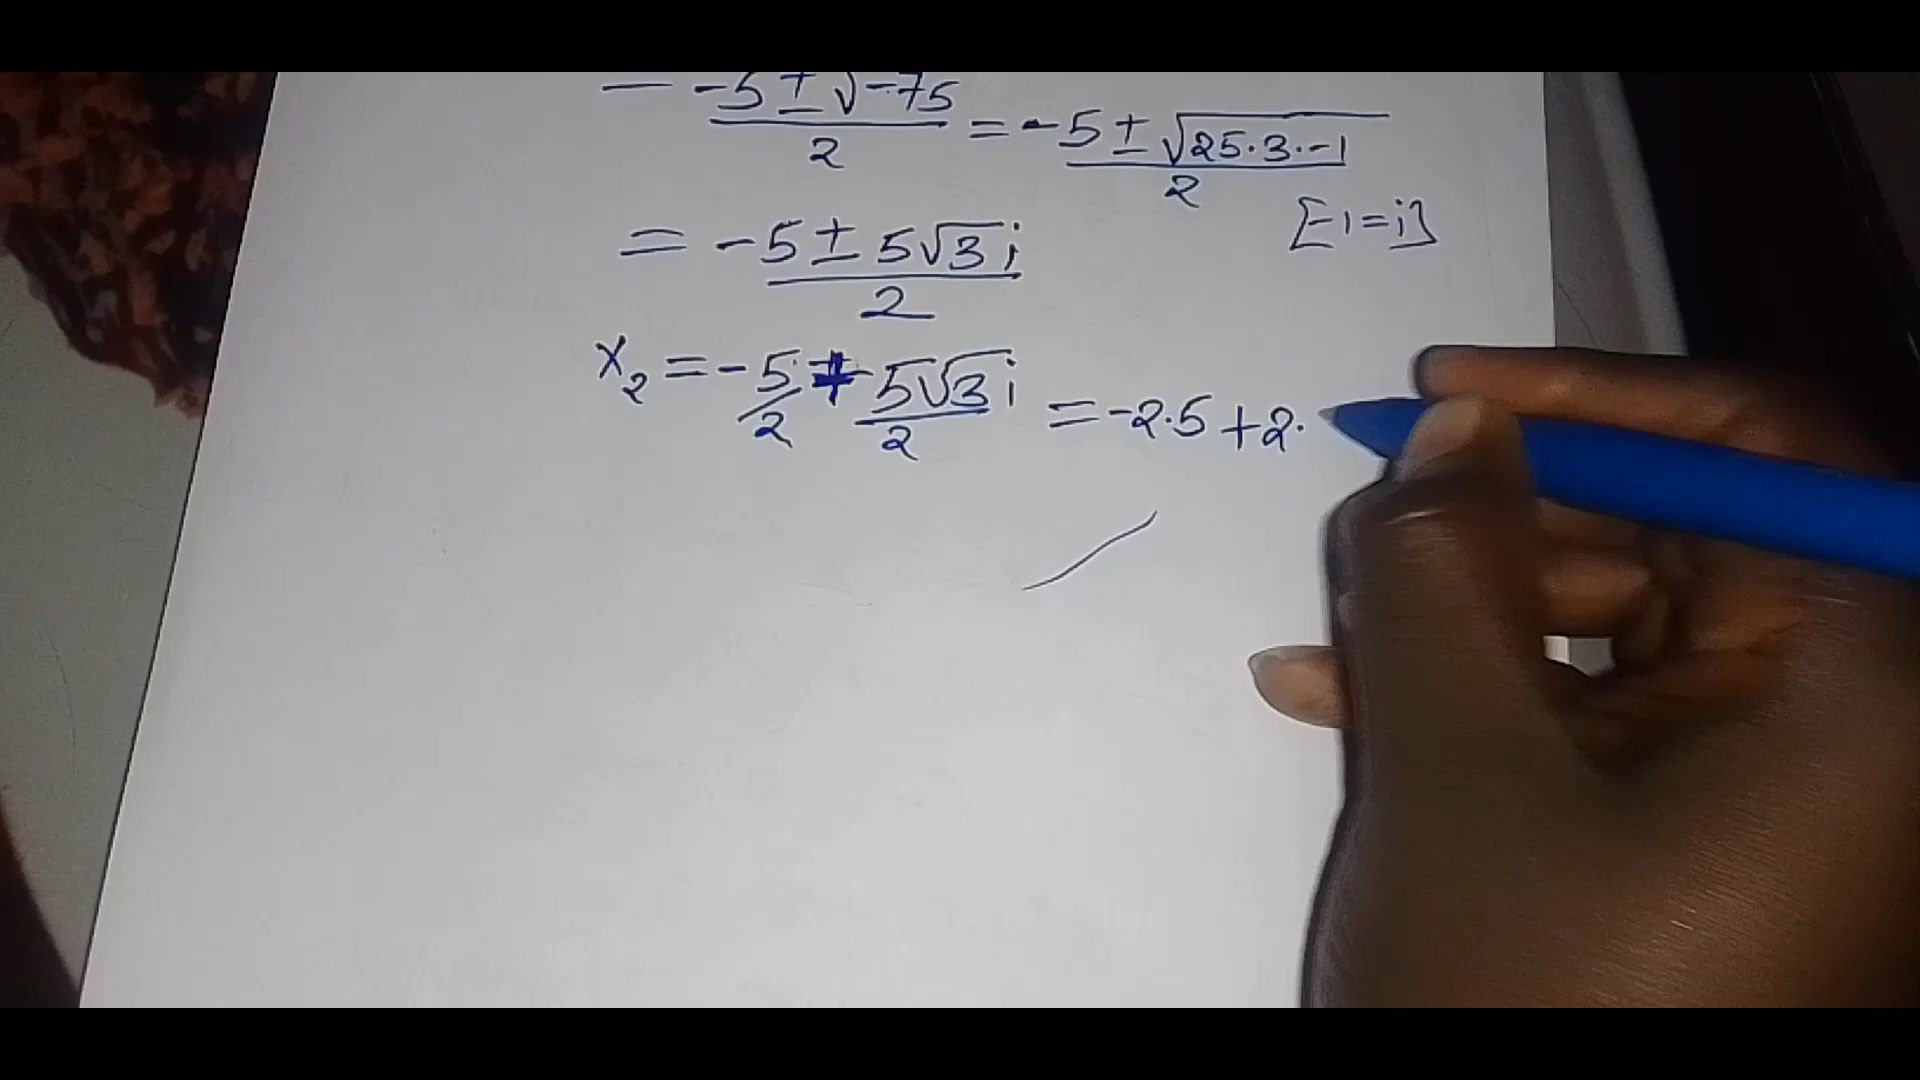 — -5 ± √-75 / 2 = -5 ± √25·3·-1 / 2
[-1=i]
= -5 ± 5√3 i / 2
x₂ = -5/2 + 5√3 i / 2 = -2.5 + 2.